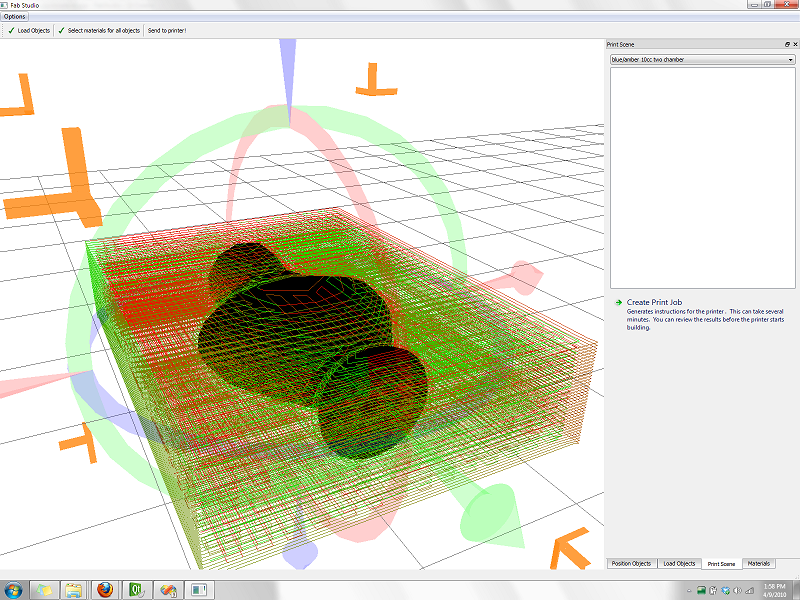 Fab Studio
Options
Load Objects
Select materials for all objects
Send to printer!
Print Scene
blue/amber 10cc two chamber
Create Print Job
Generates instructions for the printer. This can take several
minutes. You can review the results before the printer starts
building.
Position Objects
Load Objects
Print Scene
Materials
1:58 PM
4/9/2010